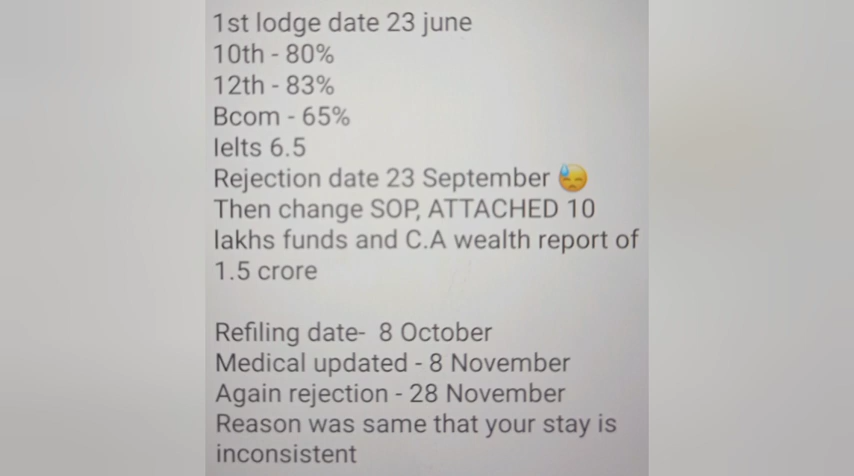 1st lodge date 23 june
10th - 80%
12th - 83%
Bcom - 65%
Ielts 6.5
Rejection date 23 September 😓
Then change SOP, ATTACHED 10
lakhs funds and C.A wealth report of
1.5 crore
Refiling date-  8 October
Medical updated - 8 November
Again rejection - 28 November
Reason was same that your stay is
inconsistent